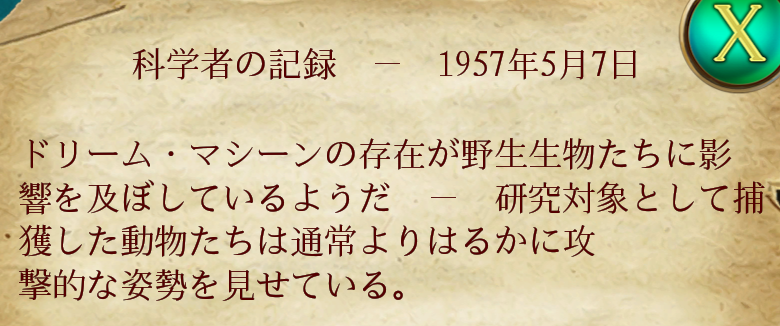 X
科学者の記録　－　1957年5月7日
ドリーム・マシーンの存在が野生生物たちに影
響を及ぼしているようだ　－　研究対象として捕
獲した動物たちは通常よりはるかに攻
撃的な姿勢を見せている。